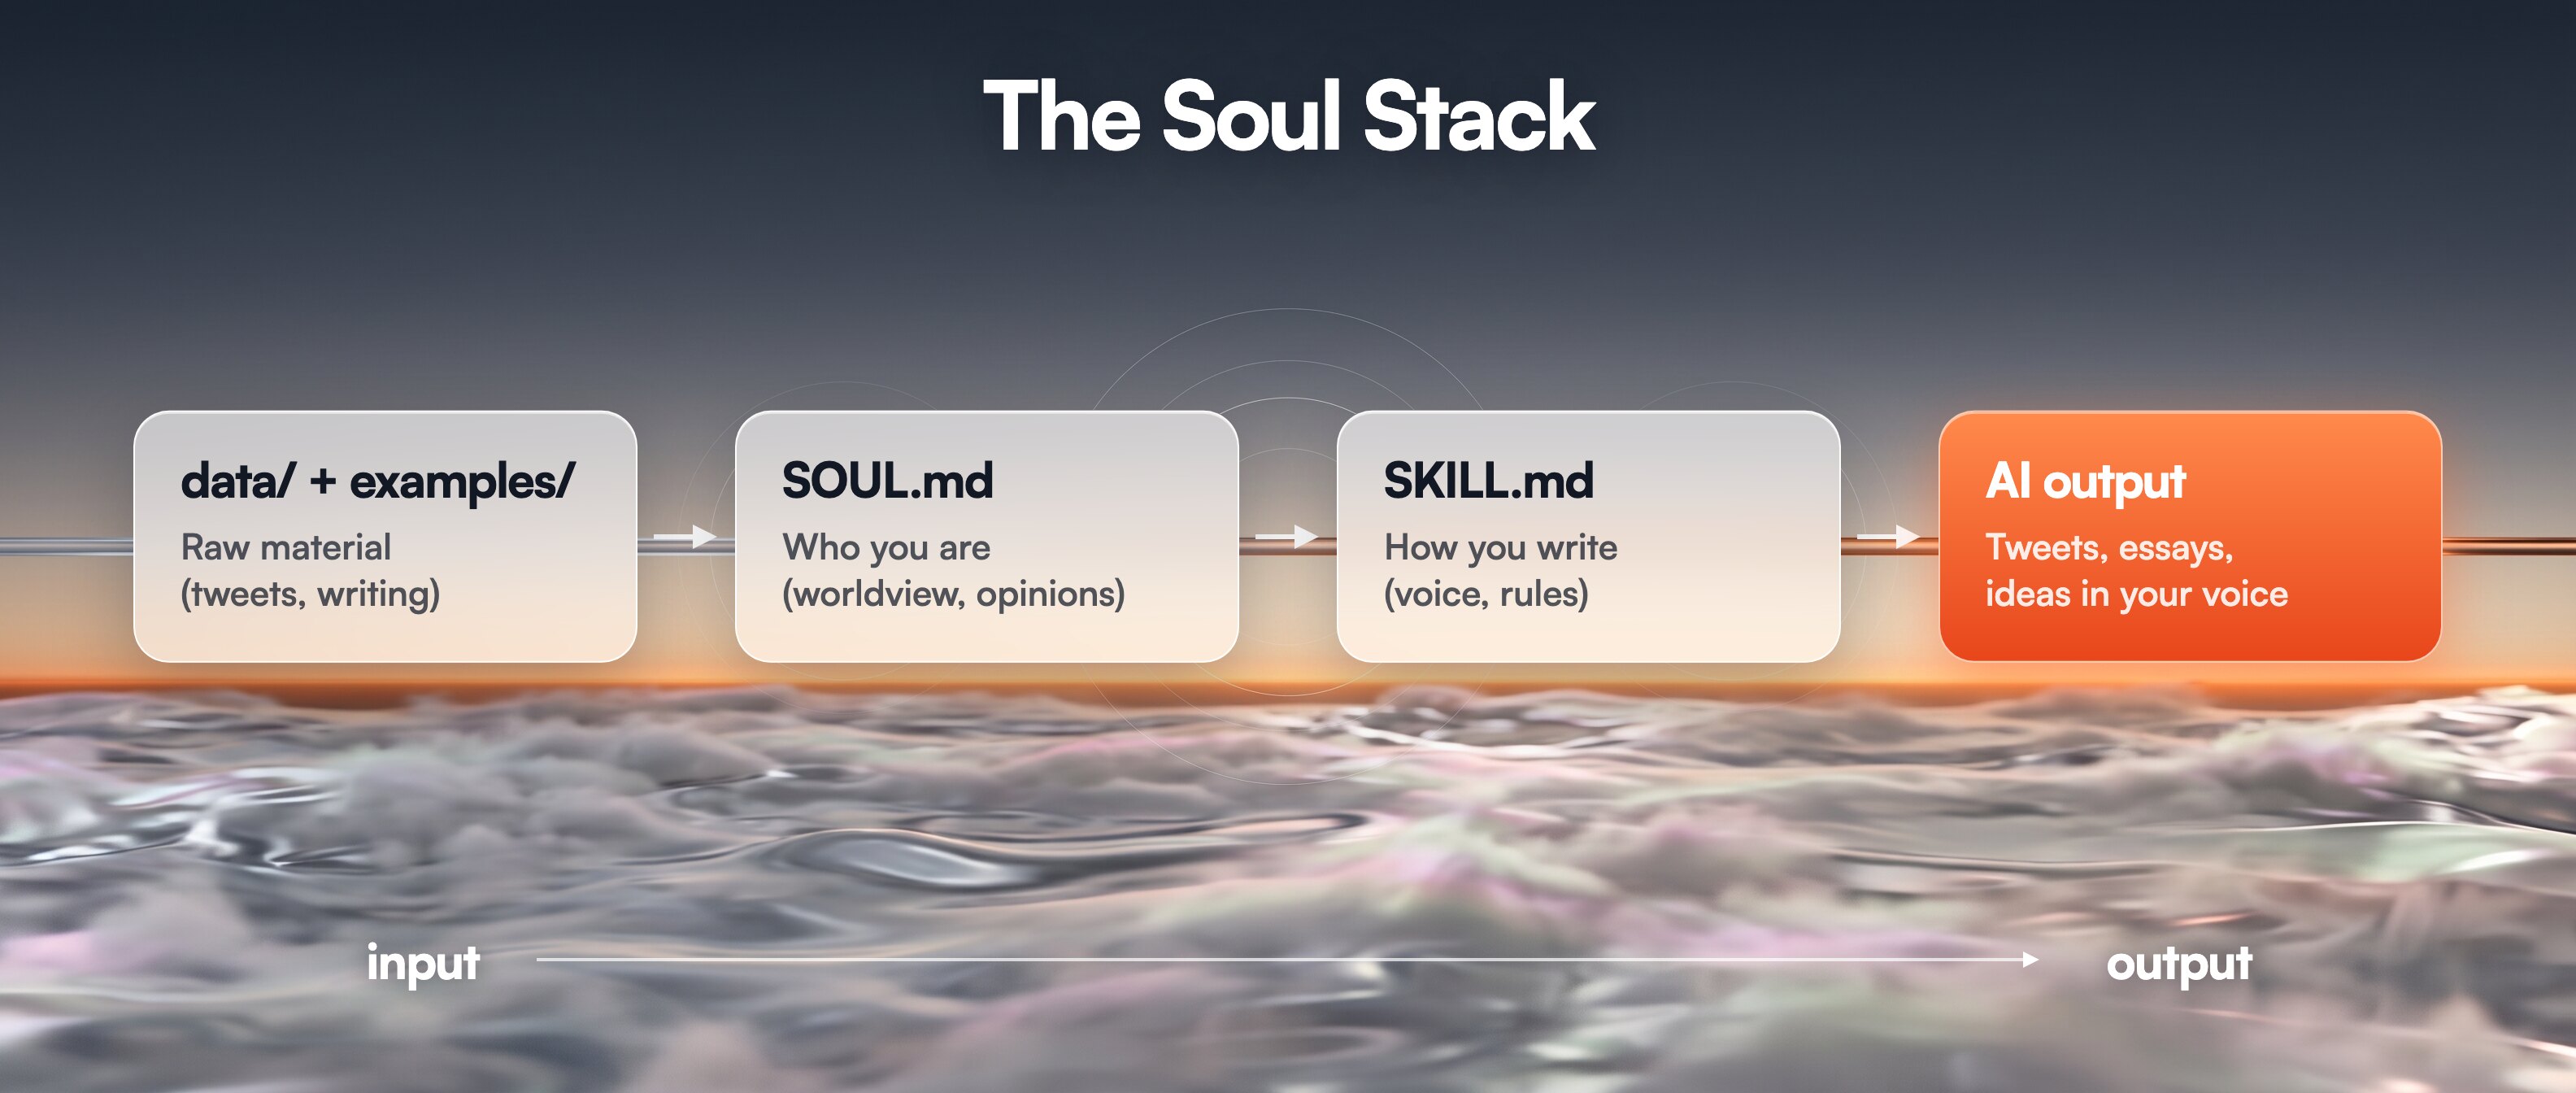 The Soul Stack
data/ + examples/
Raw material
(tweets, writing)
SOUL.md
Who you are
(worldview, opinions)
SKILL.md
How you write
(voice, rules)
AI output
Tweets, essays,
ideas in your voice
input
output